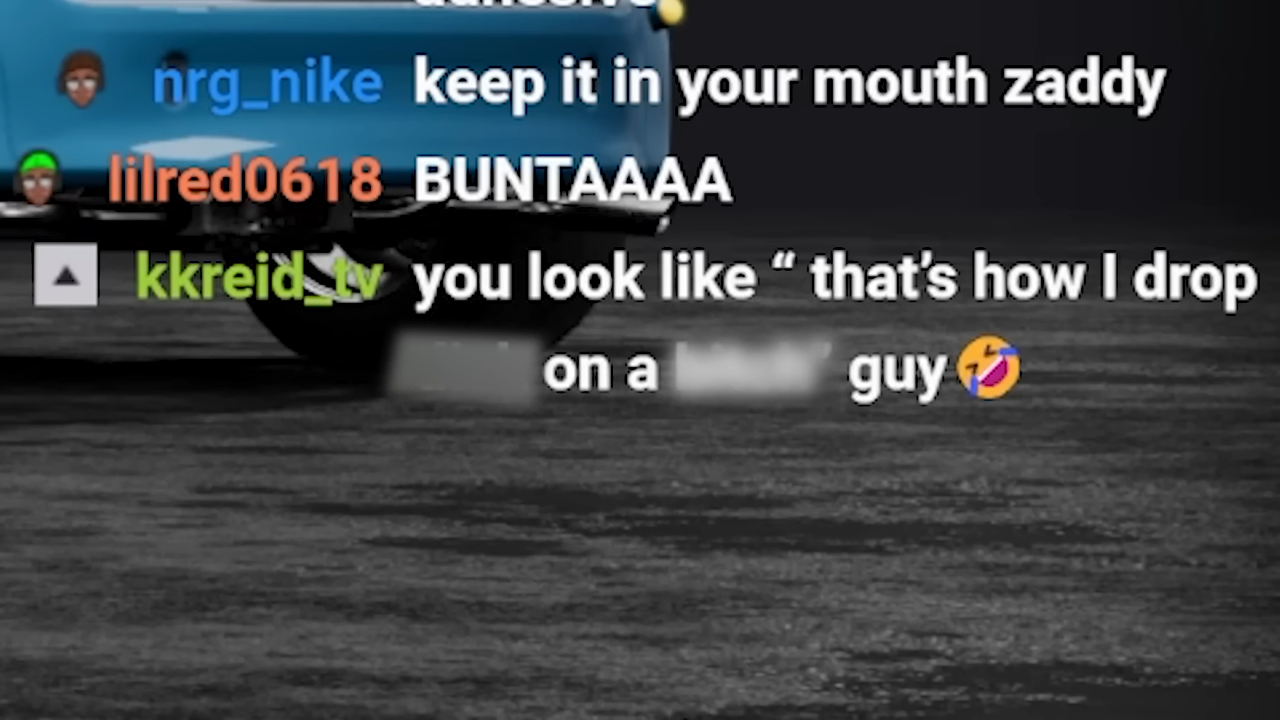 nrg_nike keep it in your mouth zaddy
lilred0618 BUNTAAAA
kkreid_tv you look like “ that’s how I drop
on a guy🤣